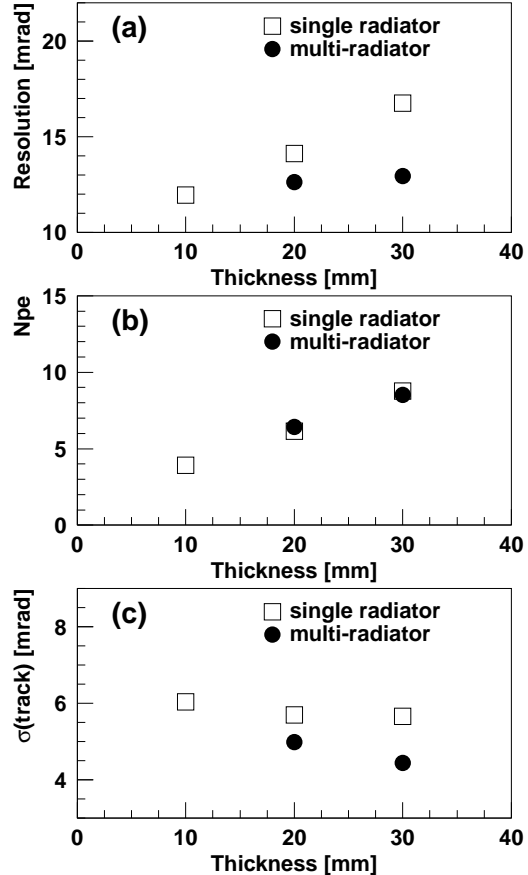 (a)
single radiator
multi-radiator
Resolution [mrad]
20
15
10
0 10 20 30 40
Thickness [mm]
(b)
single radiator
multi-radiator
Npe
15
10
5
0
0 10 20 30 40
Thickness [mm]
(c)
single radiator
multi-radiator
σ(track) [mrad]
8
6
4
0 10 20 30 40
Thickness [mm]